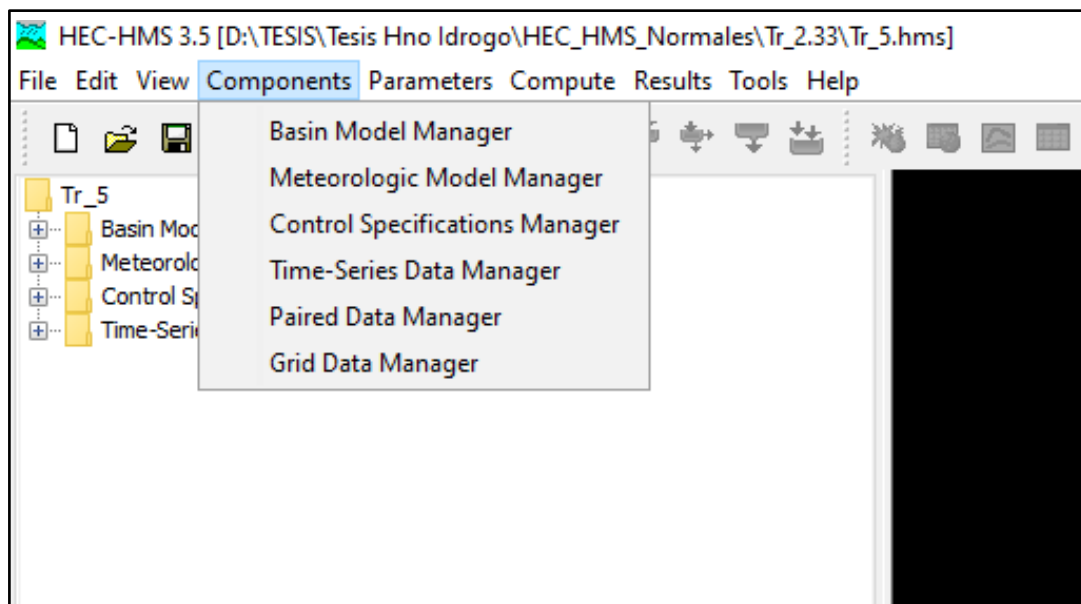 HEC-HMS 3.5 [D:\TESIS\Tesis Hno Idrogo\HEC_HMS_Normales\Tr_2.33\Tr_5.hms]
File Edit View Components Parameters Compute Results Tools Help
Basin Model Manager
Meteorologic Model Manager
Control Specifications Manager
Time-Series Data Manager
Paired Data Manager
Grid Data Manager
Tr_5
Basin Mod
Meteorolo
Control Sp
Time-Serie